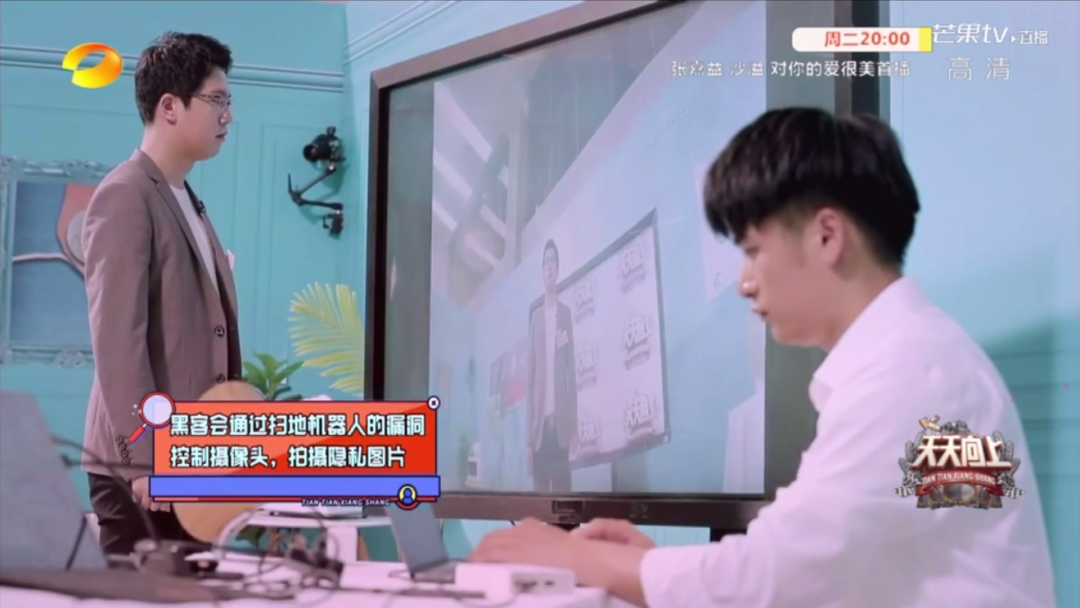 周二20:00
芒果tv 直播
张嘉益 沙溢 对你的爱很美首播
高清
黑客会通过扫地机器人的漏洞
控制摄像头，拍摄隐私图片
TIAN TIAN XIANG SHANG
天天向上
TIAN TIAN XIANG SHANG